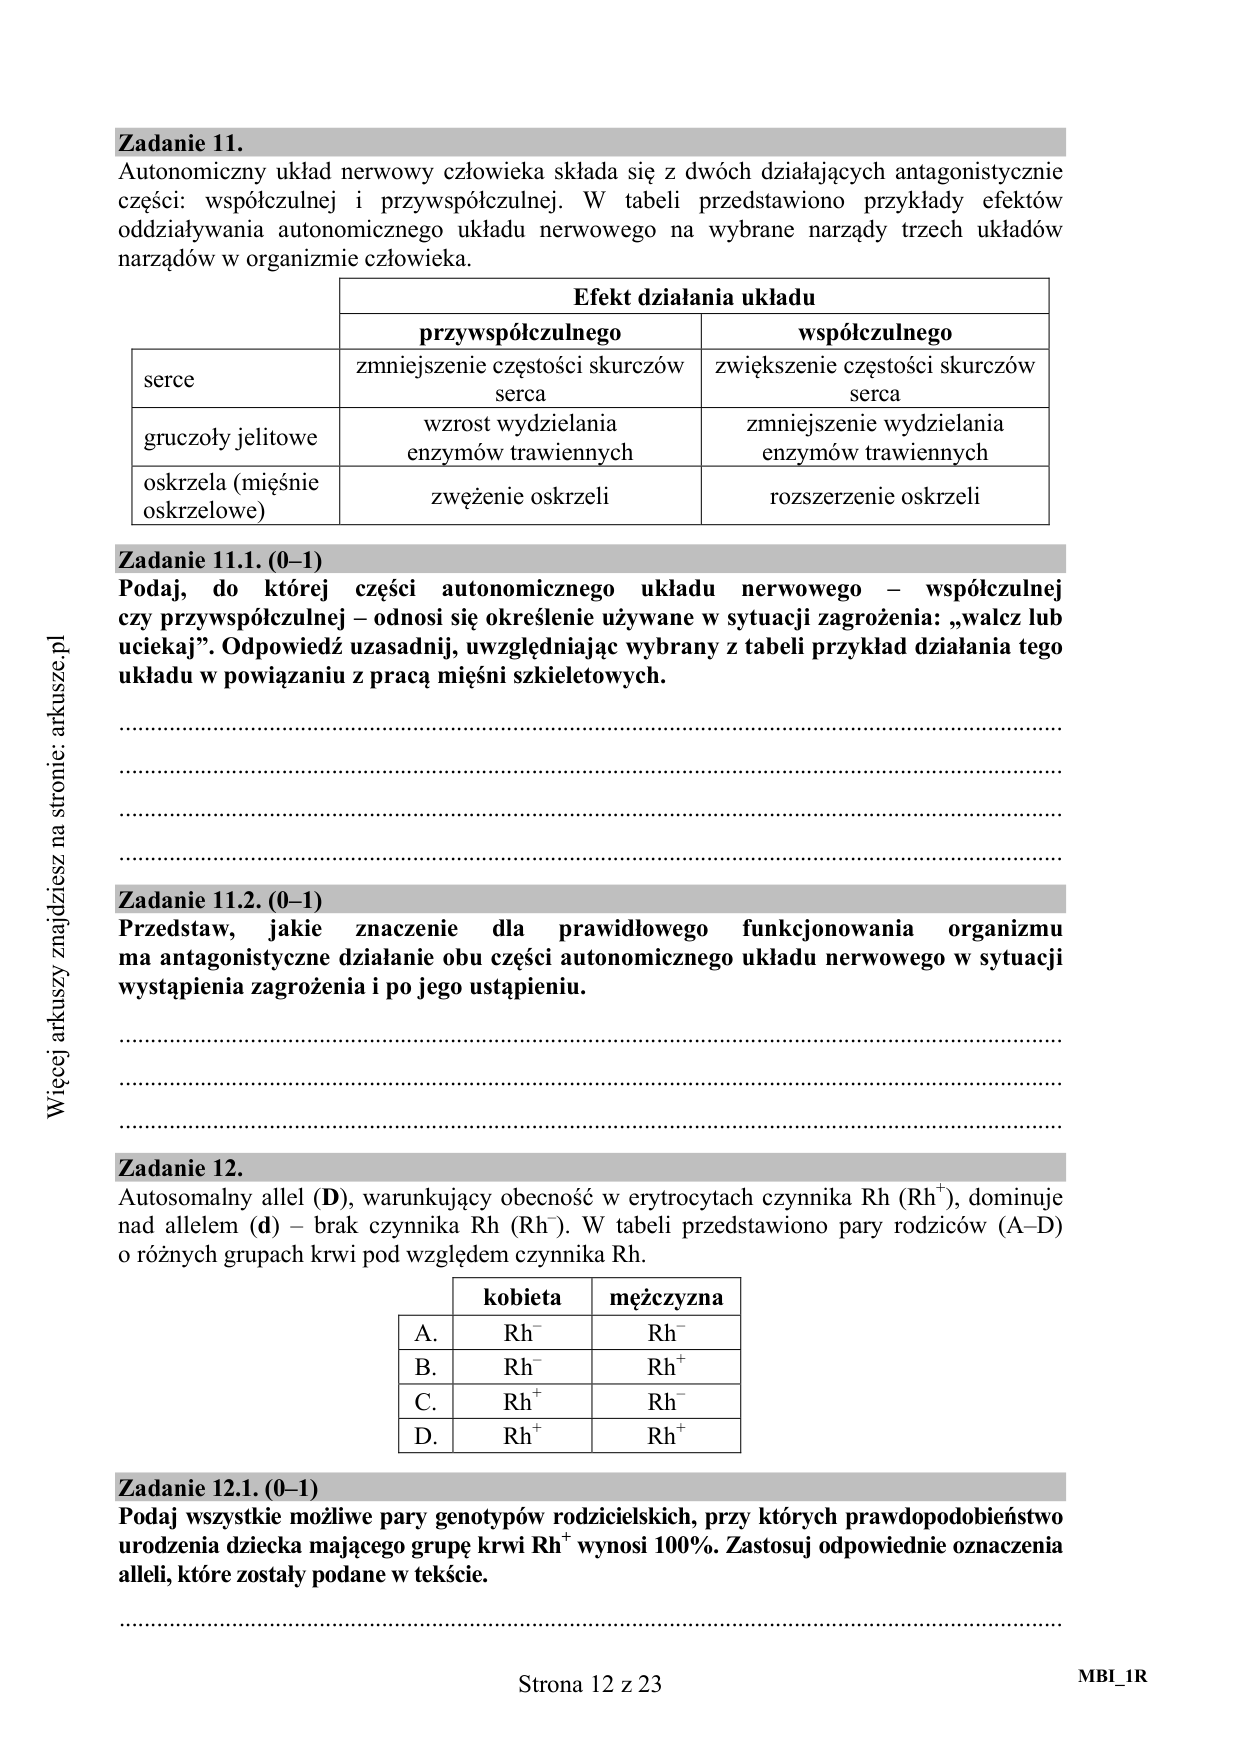 Zadanie 11.
Autonomiczny układ nerwowy człowieka składa się z dwóch działających antagonistycznie
części: współczulnej i przywspółczulnej. W tabeli przedstawiono przykłady efektów
oddziaływania autonomicznego układu nerwowego na wybrane narządy trzech układów
narządów w organizmie człowieka.
Efekt działania układu
przywspółczulnego współczulnego
serce
zmniejszenie częstości skurczów
serca
zwiększenie częstości skurczów
serca
gruczoły jelitowe
wzrost wydzielania
enzymów trawiennych
zmniejszenie wydzielania
enzymów trawiennych
oskrzela (mięśnie
oskrzelowe)
zwężenie oskrzeli
rozszerzenie oskrzeli
Zadanie 11.1. (0–1)
Podaj, do której części autonomicznego układu nerwowego – współczulnej
czy przywspółczulnej – odnosi się określenie używane w sytuacji zagrożenia: „walcz lub
uciekaj”. Odpowiedź uzasadnij, uwzględniając wybrany z tabeli przykład działania tego
układu w powiązaniu z pracą mięśni szkieletowych.
Zadanie 11.2. (0–1)
Przedstaw, jakie znaczenie dla prawidłowego funkcjonowania organizmu
ma antagonistyczne działanie obu części autonomicznego układu nerwowego w sytuacji
wystąpienia zagrożenia i po jego ustąpieniu.
Zadanie 12.
Autosomalny allel (D), warunkujący obecność w erytrocytach czynnika Rh (Rh⁺), dominuje
nad allelem (d) – brak czynnika Rh (Rh⁻). W tabeli przedstawiono pary rodziców (A–D)
o różnych grupach krwi pod względem czynnika Rh.
kobieta mężczyzna
A. Rh⁻ Rh⁻
B. Rh⁻ Rh⁺
C. Rh⁺ Rh⁻
D. Rh⁺ Rh⁺
Zadanie 12.1. (0–1)
Podaj wszystkie możliwe pary genotypów rodzicielskich, przy których prawdopodobieństwo
urodzenia dziecka mającego grupę krwi Rh⁺ wynosi 100%. Zastosuj odpowiednie oznaczenia
alleli, które zostały podane w tekście.
Strona 12 z 23
MBI_1R
Więcej arkuszy znajdziesz na stronie: arkusze.pl